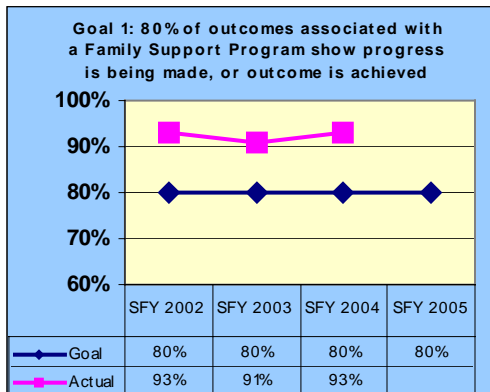 Goal 1: 80% of outcomes associated with
a Family Support Program show progress
is being made, or outcome is achieved
100%
90%
80%
70%
60%
SFY 2002 SFY 2003 SFY 2004 SFY 2005
Goal 80% 80% 80% 80%
Actual 93% 91% 93%